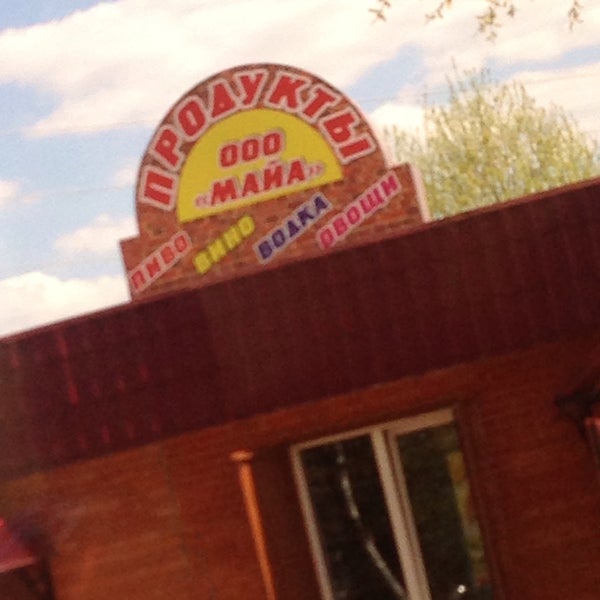 ПРОДУКТЫ
ООО
«МАЙА»
ПИВО ВИНО ВОДКА ОВОЩИ